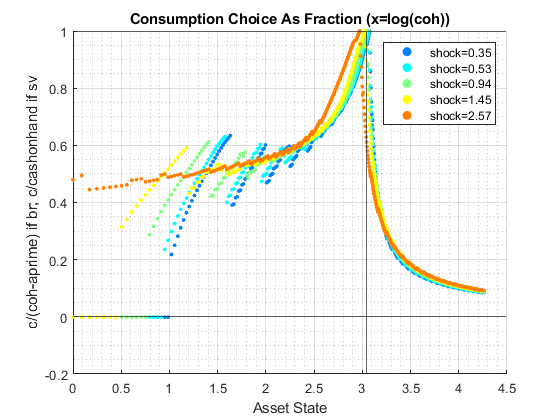 Consumption Choice As Fraction (x=log(coh))
c/(coh-aprime) if br; c/cashonhand if sv
1
0.8
0.6
0.4
0.2
0
-0.2
shock=0.35
shock=0.53
shock=0.94
shock=1.45
shock=2.57
0 0.5 1 1.5 2 2.5 3 3.5 4 4.5
Asset State